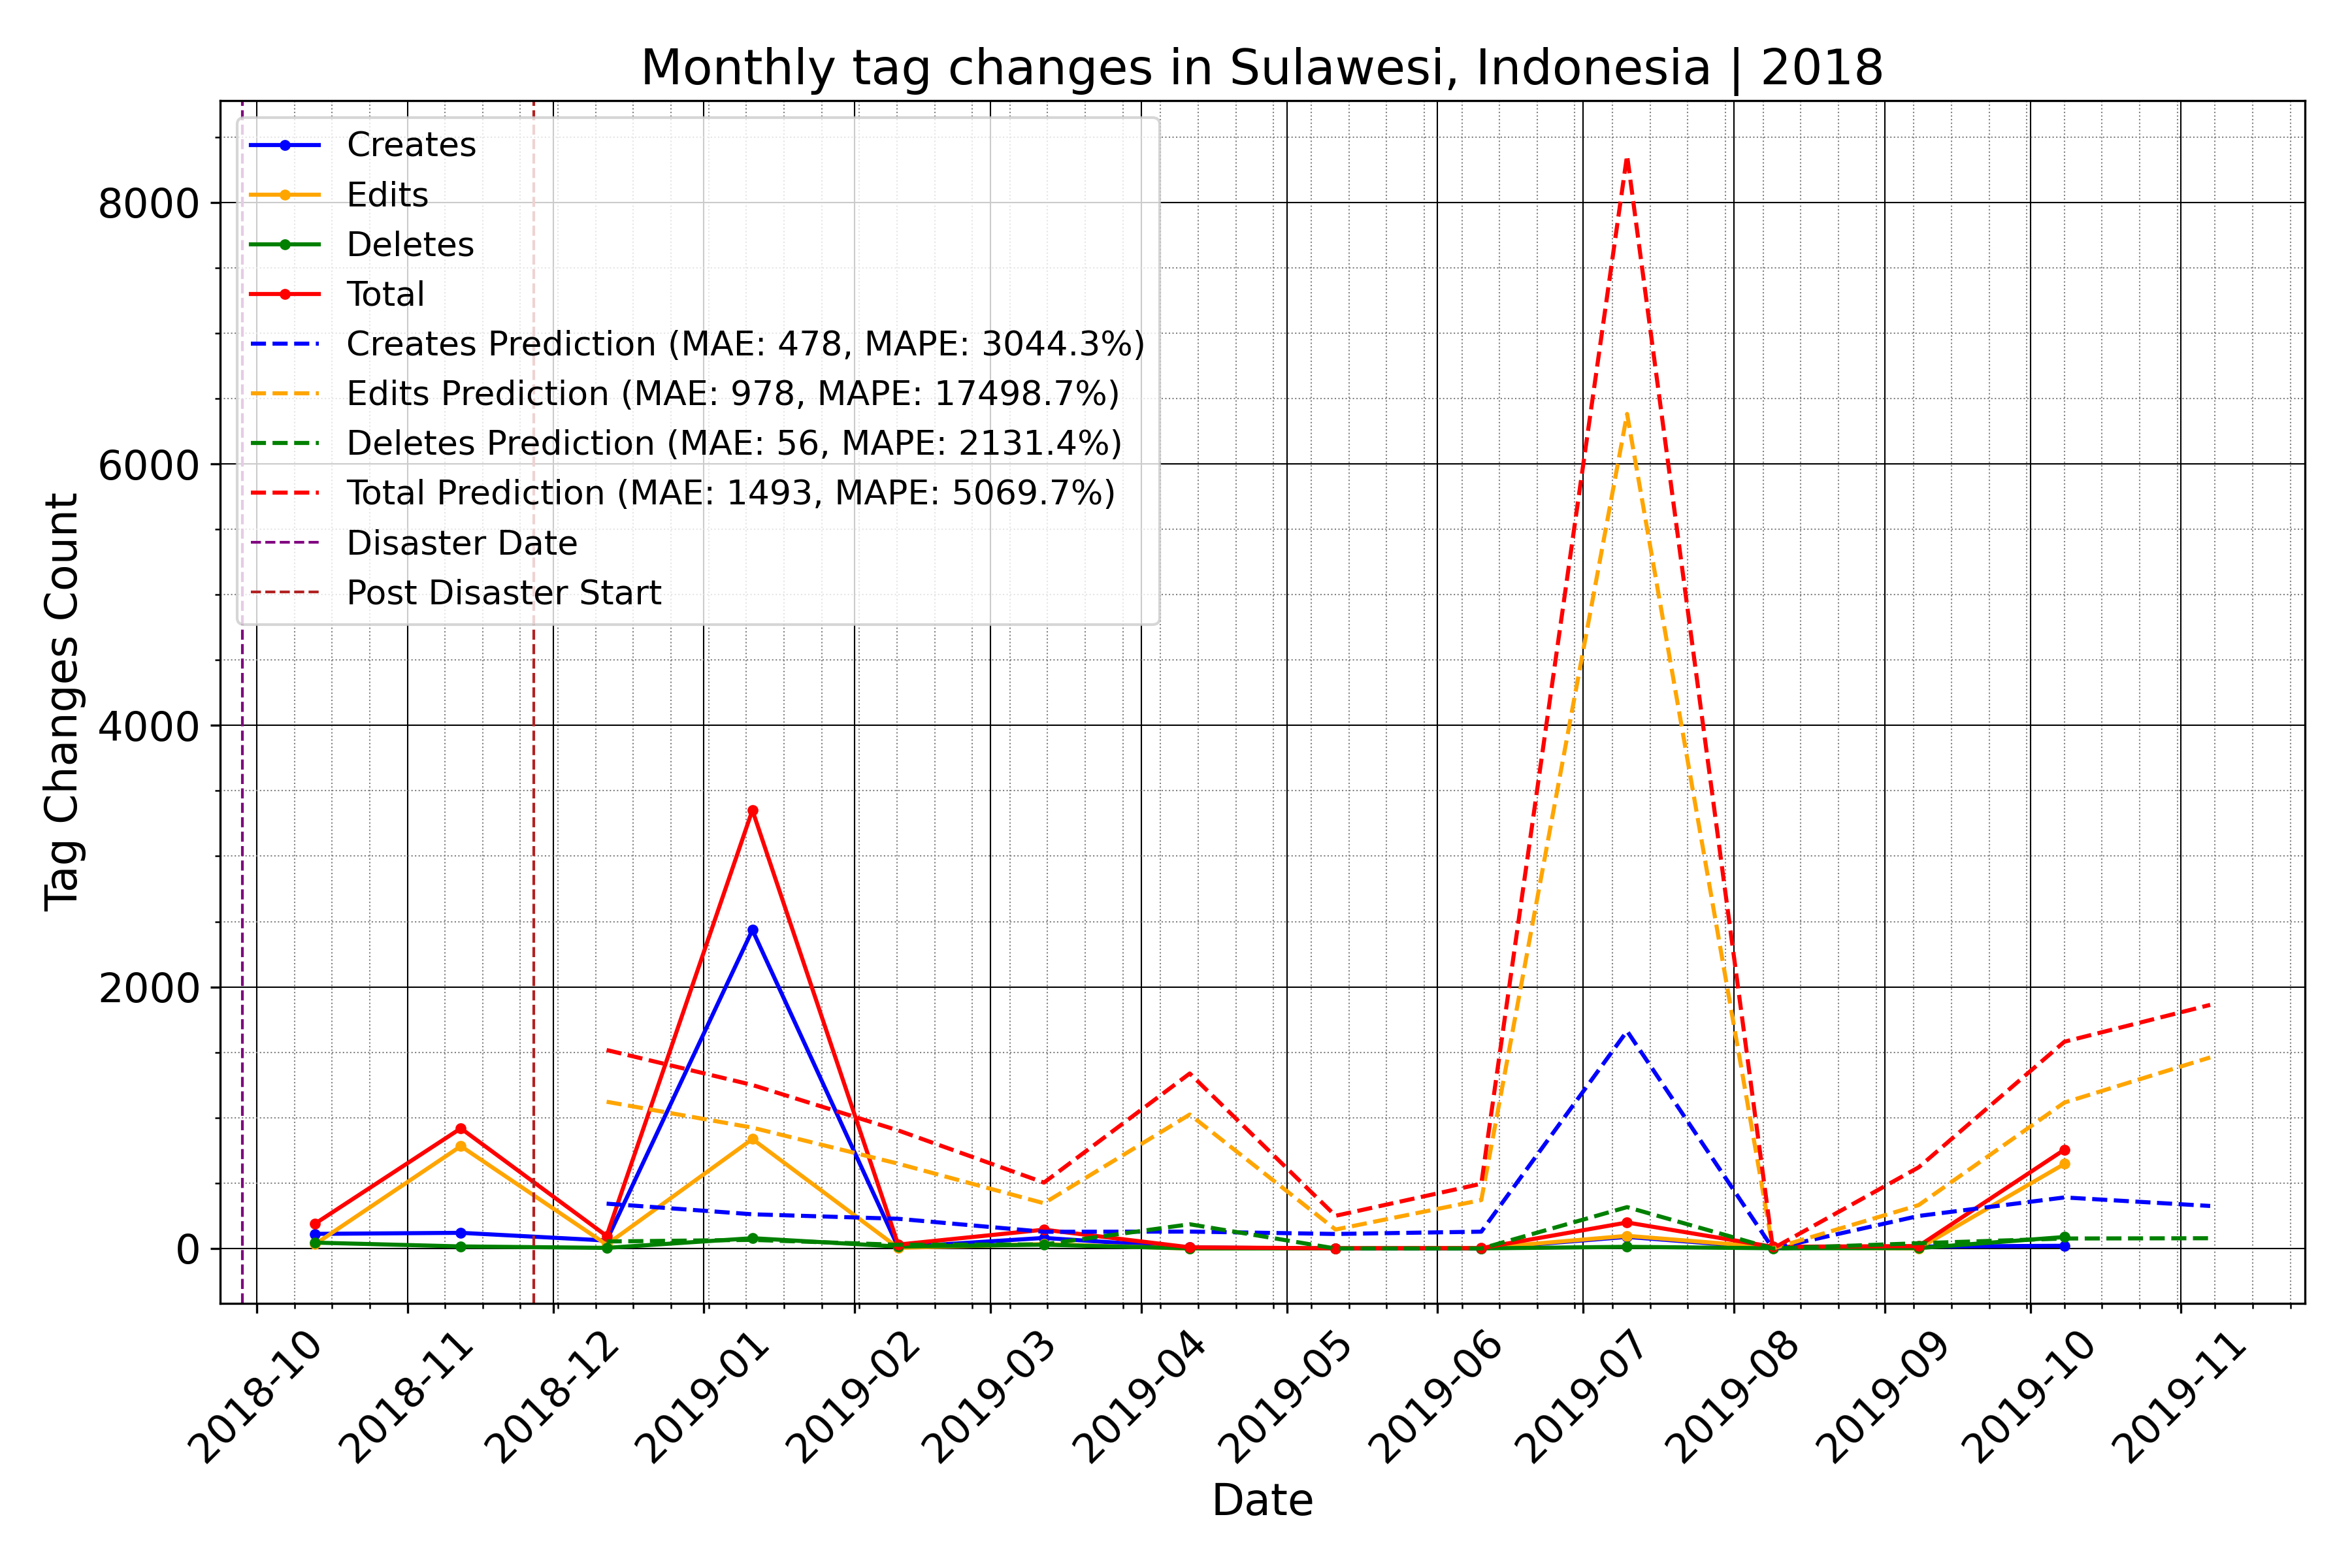 Monthly tag changes in Sulawesi, Indonesia | 2018
Creates
Edits
Deletes
Total
Creates Prediction (MAE: 478, MAPE: 3044.3%)
Edits Prediction (MAE: 978, MAPE: 17498.7%)
Deletes Prediction (MAE: 56, MAPE: 2131.4%)
Total Prediction (MAE: 1493, MAPE: 5069.7%)
Disaster Date
Post Disaster Start
Tag Changes Count
8000
6000
4000
2000
0
2018-10
2018-11
2018-12
2019-01
2019-02
2019-03
2019-04
2019-05
2019-06
2019-07
2019-08
2019-09
2019-10
2019-11
Date